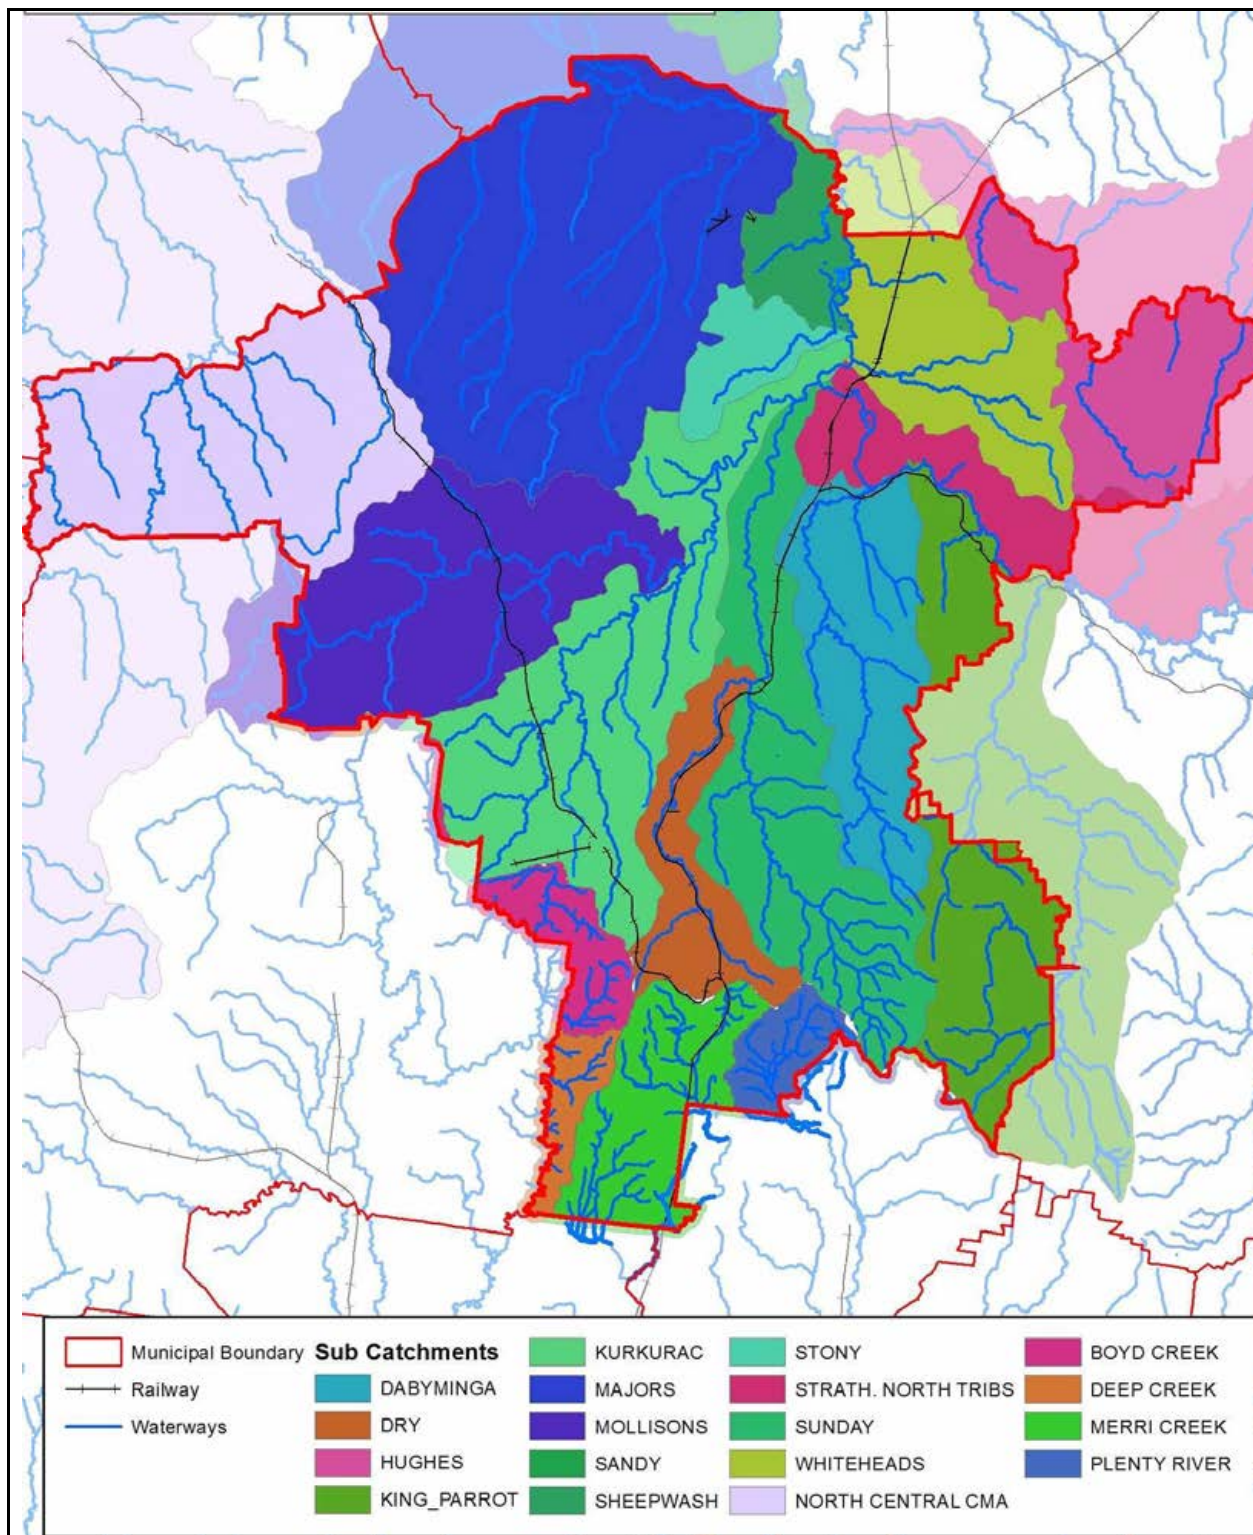 Municipal Boundary
Railway
Waterways
Sub Catchments
DABYMINGA
DRY
HUGHES
KING_PARROT
KURKURAC
MAJORS
MOLLISONS
SANDY
SHEEPWASH
STONY
STRATH. NORTH TRIBS
SUNDAY
WHITEHEADS
NORTH CENTRAL CMA
BOYD CREEK
DEEP CREEK
MERRI CREEK
PLENTY RIVER